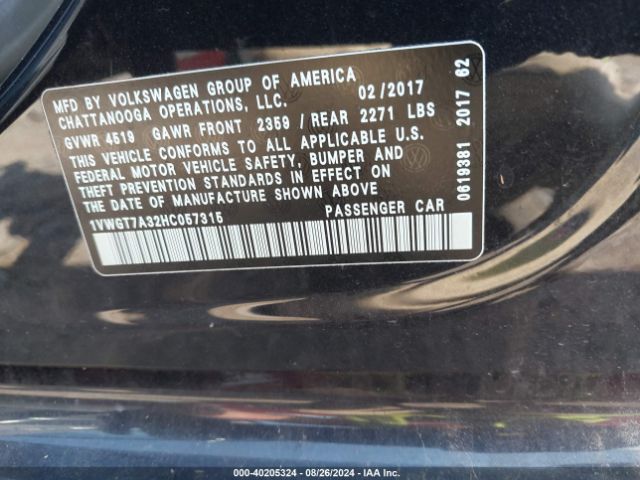 MFD BY VOLKSWAGEN GROUP OF AMERICA
CHATTANOOGA OPERATIONS, LLC. 02/2017
GVWR 4519 GAWR FRONT 2359 / REAR 2271 LBS
THIS VEHICLE CONFORMS TO ALL APPLICABLE U.S.
FEDERAL MOTOR VEHICLE SAFETY, BUMPER AND
THEFT PREVENTION STANDARDS IN EFFECT ON
THE DATE OF MANUFACTURE SHOWN ABOVE
1VWGT7A32HC057315 PASSENGER CAR
0619381 2017 62
000-40205324 | 08/26/2024 | IAA Inc.